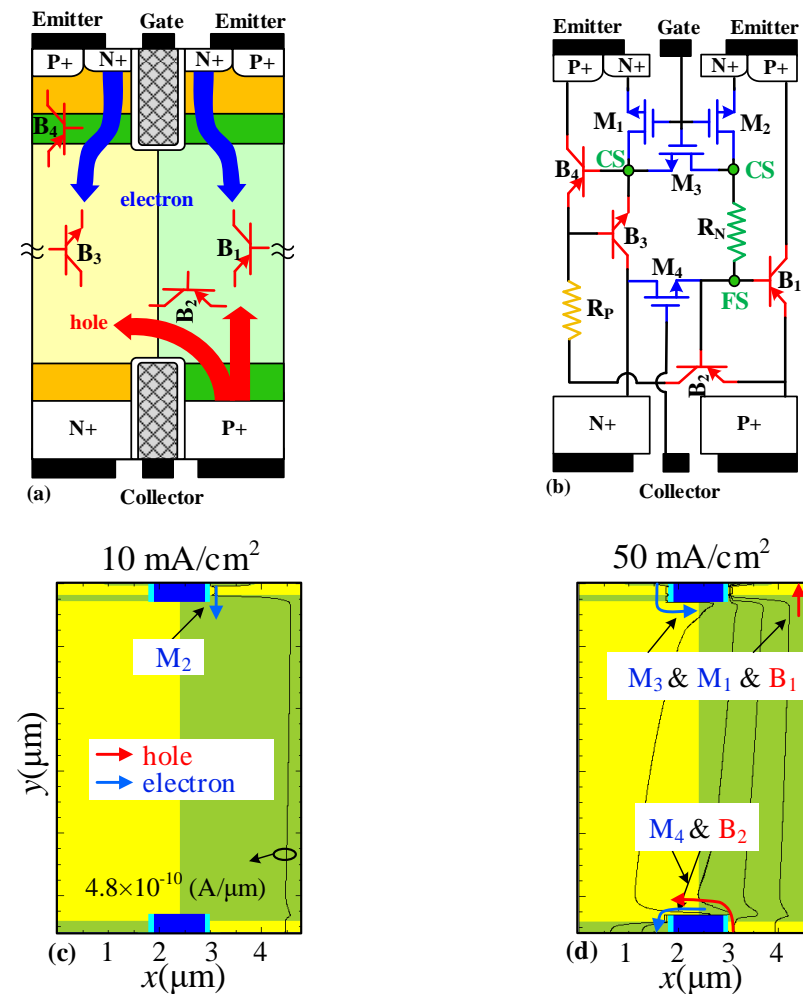 Emitter Gate Emitter
P+ N+ N+ P+
B4
electron
B3
B1
B2
hole
N+ P+
(a) Collector
Emitter Gate Emitter
P+ N+ N+ P+
M1 M2
CS CS
B4 M3
B3 RN
M4 B1
FS
RP
B2
N+ P+
(b) Collector
10 mA/cm²
M2
hole
electron
y(μm)
4.8×10⁻¹⁰ (A/μm)
(c) 1 2 3 4
x(μm)
50 mA/cm²
M3 & M1 & B1
M4 & B2
(d) 1 2 3 4
x(μm)